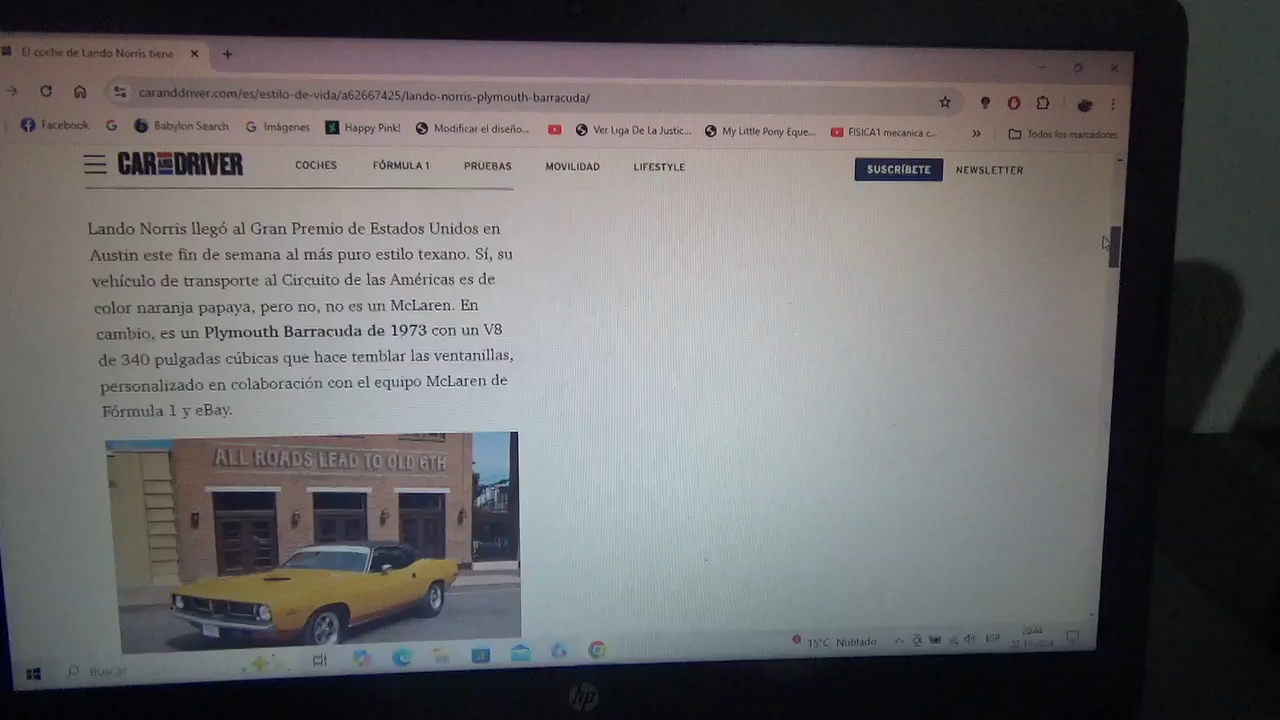 El coche de Lando Norris tiene
caranddriver.com/es/estilo-de-vida/a62667425/lando-norris-plymouth-barracuda/
Facebook
Babylon Search
Imágenes
Happy Pink!
Modificar el diseño...
Ver Liga De La Justic...
My Little Pony Eque...
FISICA1 mecanica c...
»
Todos los marcadores
CAR AND DRIVER
COCHES
FÓRMULA 1
PRUEBAS
MOVILIDAD
LIFESTYLE
SUSCRÍBETE
NEWSLETTER
Lando Norris llegó al Gran Premio de Estados Unidos en
Austin este fin de semana al más puro estilo texano. Sí, su
vehículo de transporte al Circuito de las Américas es de
color naranja papaya, pero no, no es un McLaren. En
cambio, es un Plymouth Barracuda de 1973 con un V8
de 340 pulgadas cúbicas que hace temblar las ventanillas,
personalizado en colaboración con el equipo McLaren de
Fórmula 1 y eBay.
ALL ROADS LEAD TO OLD 6TH
Buscar
15°C Nublado
ESP
hp